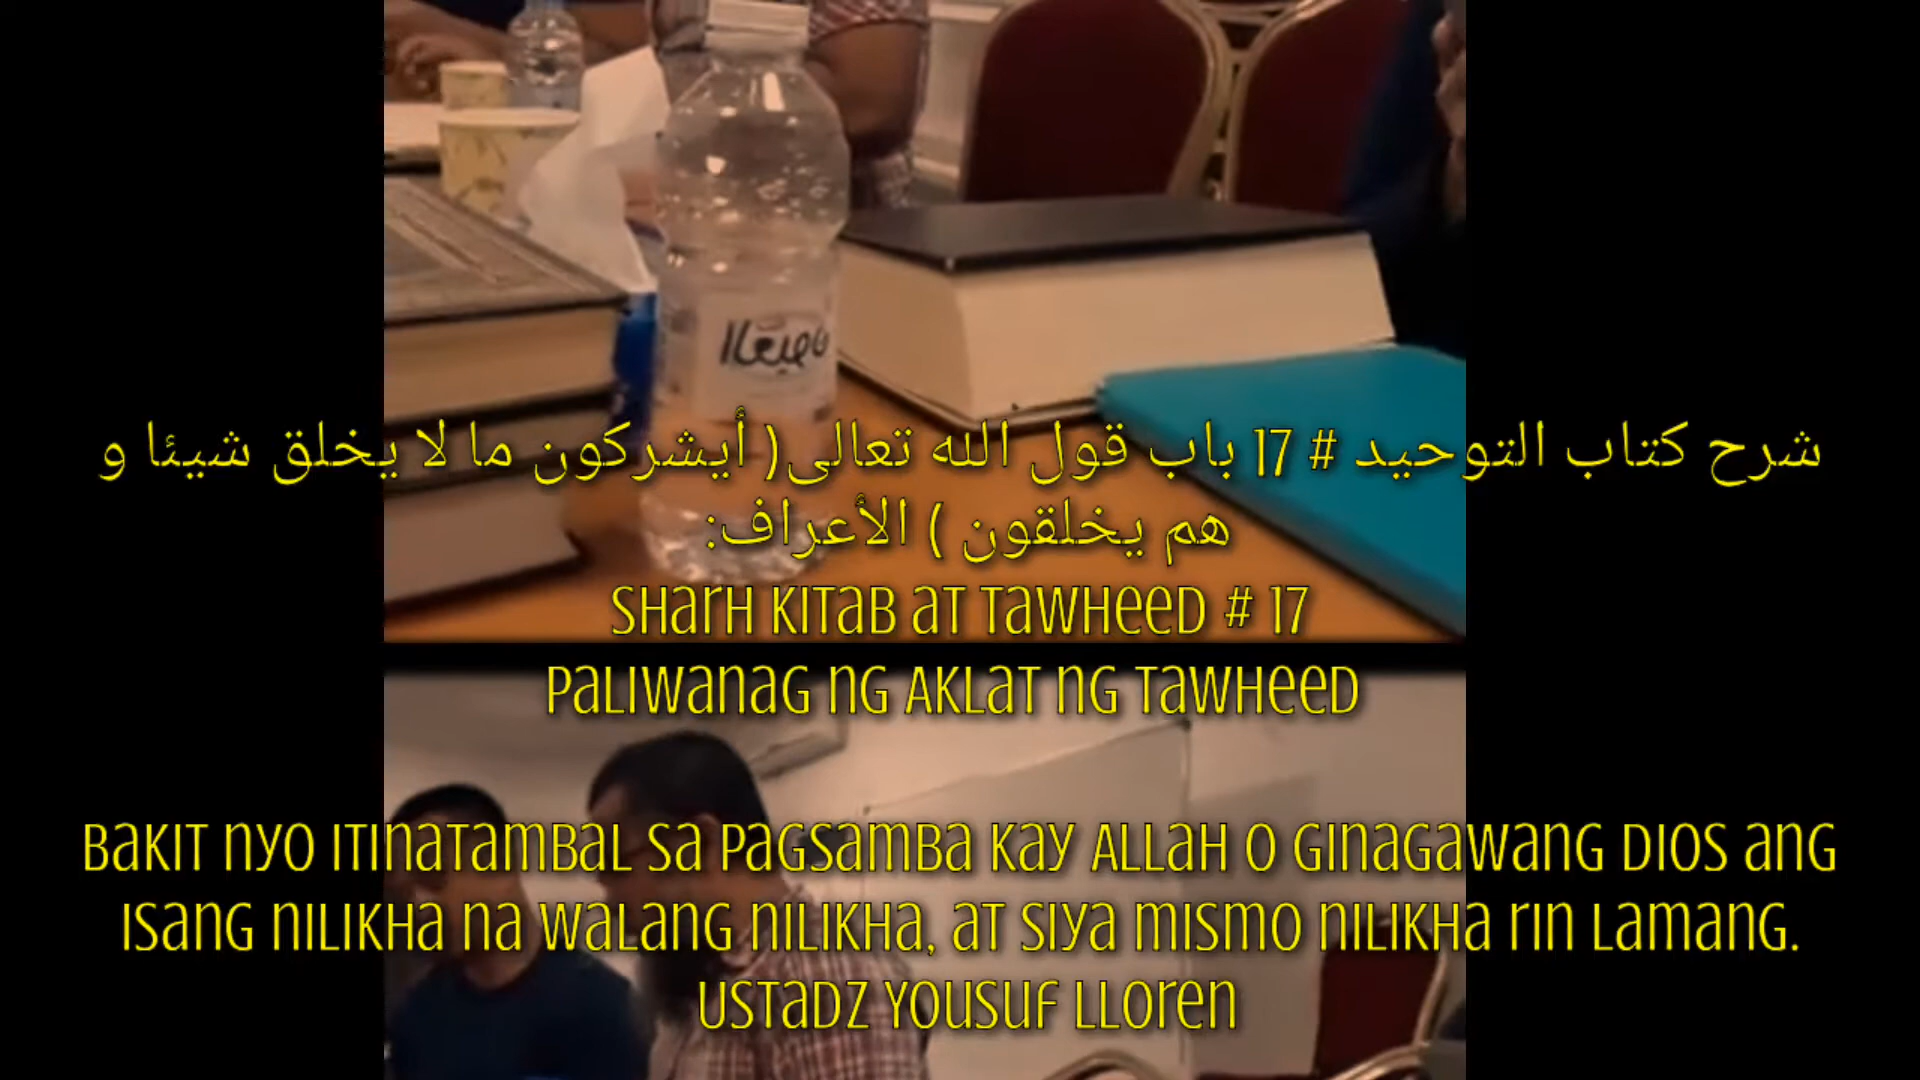 شرح كتاب التوحيد # 17 باب قول الله تعالى( أيشركون ما لا يخلق شيئا و
هم يخلقون ) الأعراف:
SHARH KITAB AT TAWHEED # 17
PALIWANAG NG AKLAT NG TAWHEED
BAKIT NYO ITINATAMBAL SA PAGSAMBA KAY ALLAH O GINAGAWANG DIOS ANG
ISANG NILIKHA NA WALANG NILIKHA, AT SIYA MISMO NILIKHA RIN LAMANG.
USTADZ YOUSUF LLOREN